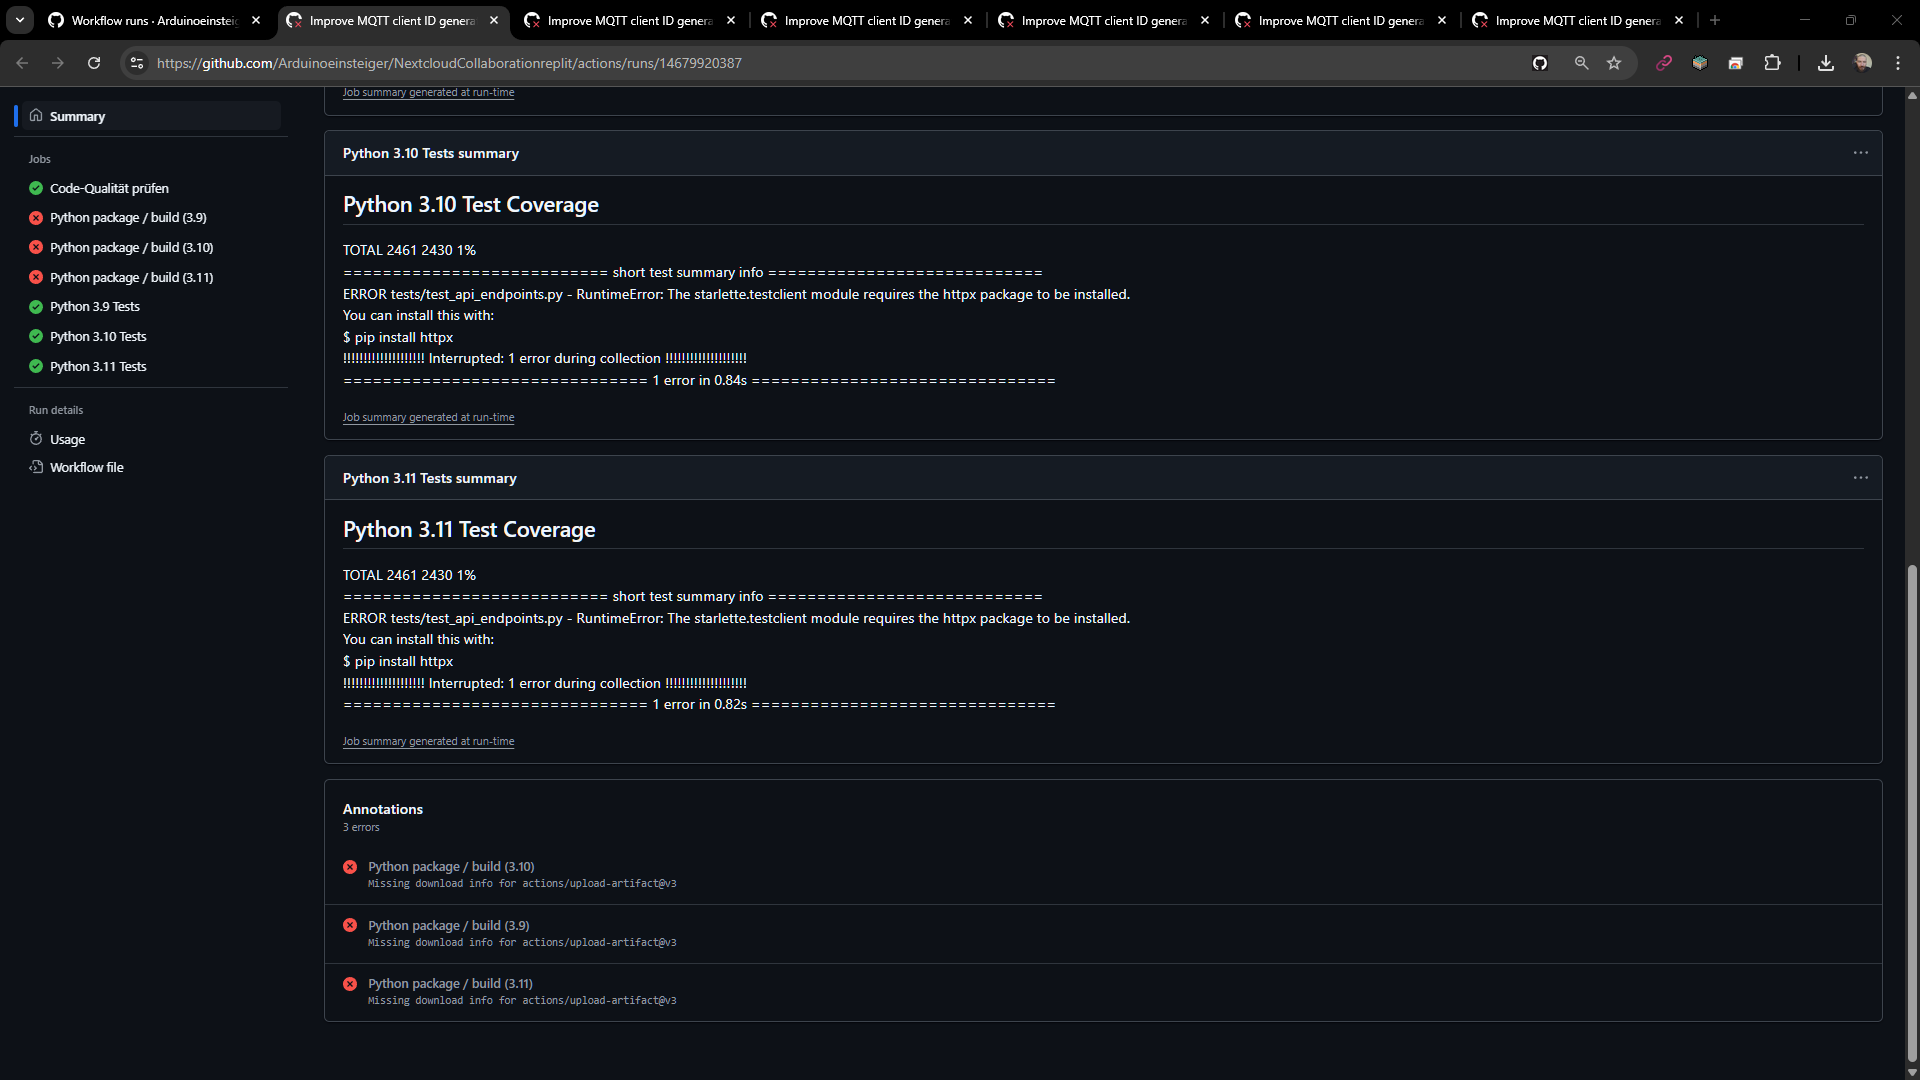 Workflow runs · Arduinoeinsteig
Improve MQTT client ID genera
Improve MQTT client ID genera
Improve MQTT client ID genera
Improve MQTT client ID genera
Improve MQTT client ID genera
Improve MQTT client ID genera
https://github.com/Arduinoeinsteiger/NextcloudCollaborationreplit/actions/runs/14679920387
Summary
Jobs
Code-Qualität prüfen
Python package / build (3.9)
Python package / build (3.10)
Python package / build (3.11)
Python 3.9 Tests
Python 3.10 Tests
Python 3.11 Tests
Run details
Usage
Workflow file
Job summary generated at run-time
Python 3.10 Tests summary
Python 3.10 Test Coverage
TOTAL 2461 2430 1%
=========================== short test summary info ============================
ERROR tests/test_api_endpoints.py - RuntimeError: The starlette.testclient module requires the httpx package to be installed.
You can install this with:
$ pip install httpx
!!!!!!!!!!!!!!!!!!!! Interrupted: 1 error during collection !!!!!!!!!!!!!!!!!!!!
=============================== 1 error in 0.84s ===============================
Job summary generated at run-time
Python 3.11 Tests summary
Python 3.11 Test Coverage
TOTAL 2461 2430 1%
=========================== short test summary info ============================
ERROR tests/test_api_endpoints.py - RuntimeError: The starlette.testclient module requires the httpx package to be installed.
You can install this with:
$ pip install httpx
!!!!!!!!!!!!!!!!!!!! Interrupted: 1 error during collection !!!!!!!!!!!!!!!!!!!!
=============================== 1 error in 0.82s ===============================
Job summary generated at run-time
Annotations
3 errors
Python package / build (3.10)
Missing download info for actions/upload-artifact@v3
Python package / build (3.9)
Missing download info for actions/upload-artifact@v3
Python package / build (3.11)
Missing download info for actions/upload-artifact@v3